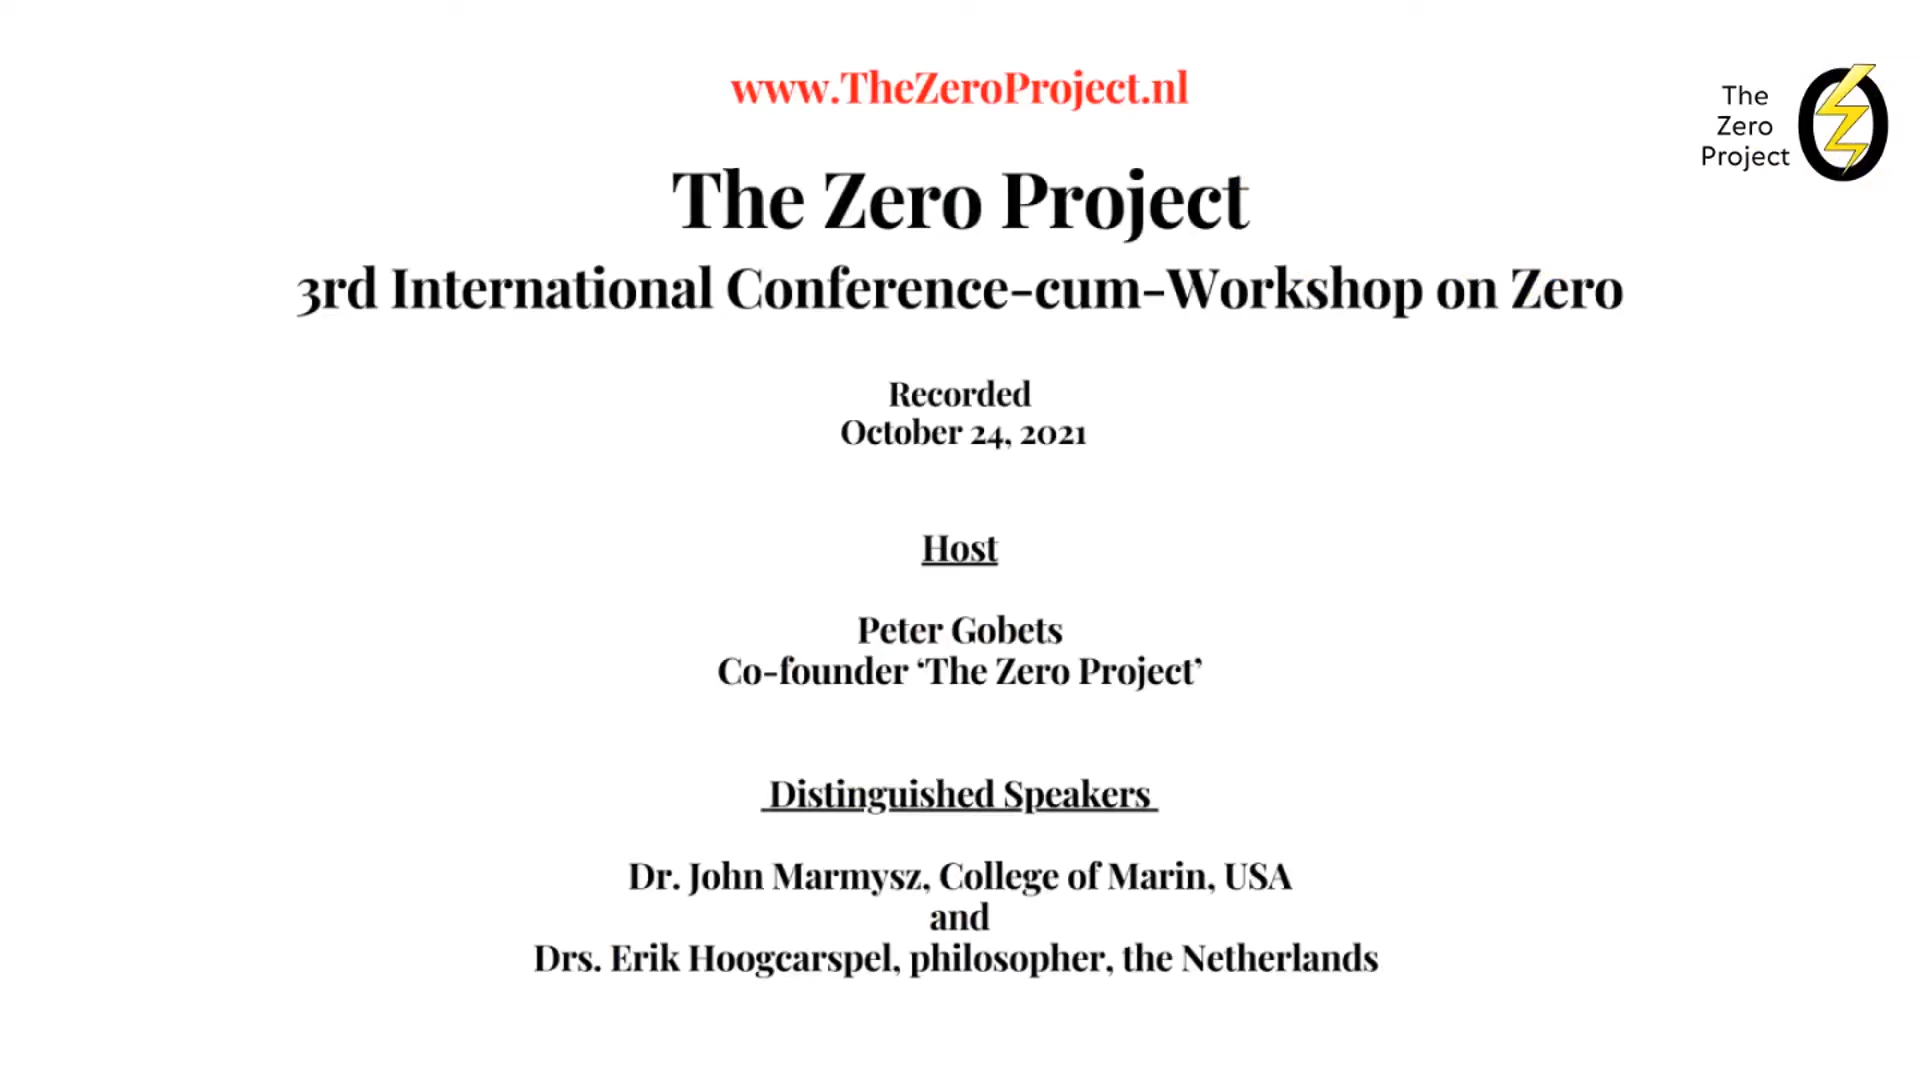 www.TheZeroProject.nl
The
Zero
Project
The Zero Project
3rd International Conference-cum-Workshop on Zero
Recorded
October 24, 2021
Host
Peter Gobets
Co-founder ‘The Zero Project’
Distinguished Speakers
Dr. John Marmysz, College of Marin, USA
and
Drs. Erik Hoogcarspel, philosopher, the Netherlands